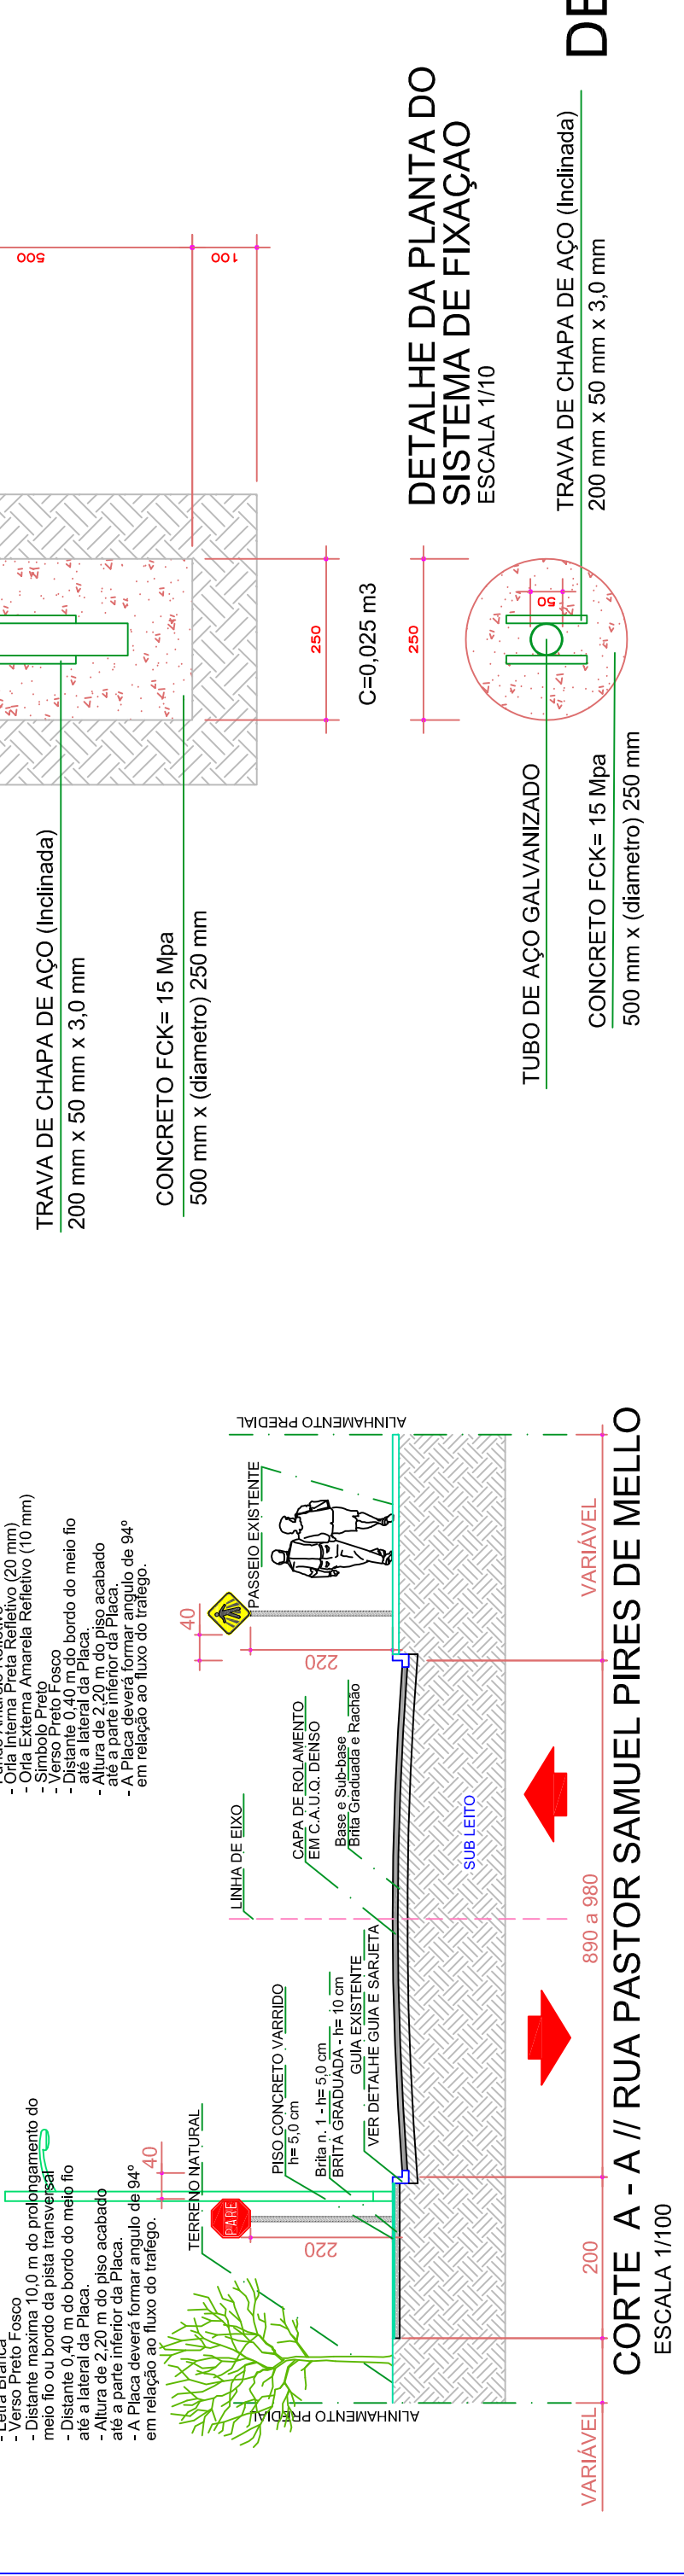 500
100
DETALHE DA PLANTA DO
SISTEMA DE FIXAÇAO
ESCALA 1/10
DE
TRAVA DE CHAPA DE AÇO (Inclinada)
200 mm x 50 mm x 3,0 mm
250
C=0,025 m3
250
50
TRAVA DE CHAPA DE AÇO (Inclinada)
200 mm x 50 mm x 3,0 mm
CONCRETO FCK= 15 Mpa
500 mm x (diametro) 250 mm
TUBO DE AÇO GALVANIZADO
CONCRETO FCK= 15 Mpa
500 mm x (diametro) 250 mm
- Orla Interna Preta Refletivo (20 mm)
- Orla Externa Amarela Refletivo (10 mm)
- Simbolo Preto
- Verso Preto Fosco
- Distante 0,40 m do bordo do meio fio
até a lateral da Placa.
- Altura de 2,20 m do piso acabado
até a parte inferior da Placa.
- A Placa deverá formar angulo de 94º
em relação ao fluxo do trafego.
- Letra Branca
- Verso Preto Fosco
- Distante maxima 10,0 m do prolongamento do
meio fio ou bordo da pista transversal
- Distante 0,40 m do bordo do meio fio
até a lateral da Placa.
- Altura de 2,20 m do piso acabado
até a parte inferior da Placa.
- A Placa deverá formar angulo de 94º
em relação ao fluxo do trafego.
40
TERRENO NATURAL
PARE
220
PISO CONCRETO VARRIDO
h= 5,0 cm
Brita n. 1 - h= 5,0 cm
BRITA GRADUADA - h= 10 cm
GUIA EXISTENTE
VER DETALHE GUIA E SARJETA
LINHA DE EIXO
CAPA DE ROLAMENTO
EM C.A.U.Q. DENSO
Base e Sub-base
Brita Graduada e Rachão
40
220
PASSEIO EXISTENTE
ALINHAMENTO PREDIAL
ALINHAMENTO PREDIAL
SUB LEITO
VARIÁVEL
200
890 a 980
VARIÁVEL
CORTE A - A // RUA PASTOR SAMUEL PIRES DE MELLO
ESCALA 1/100